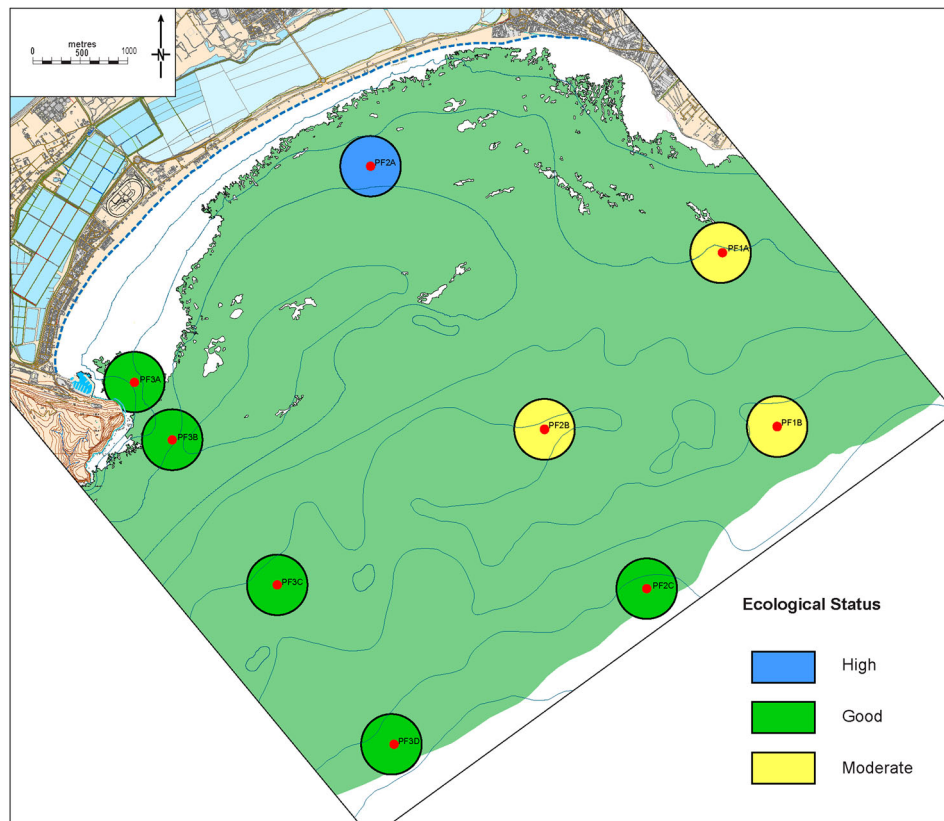 metres
0 500 1000
N
PF2A
PF1A
PF3A
PF3B
PF2B
PF1B
PF3C
PF2C
PF3D
Ecological Status
High
Good
Moderate